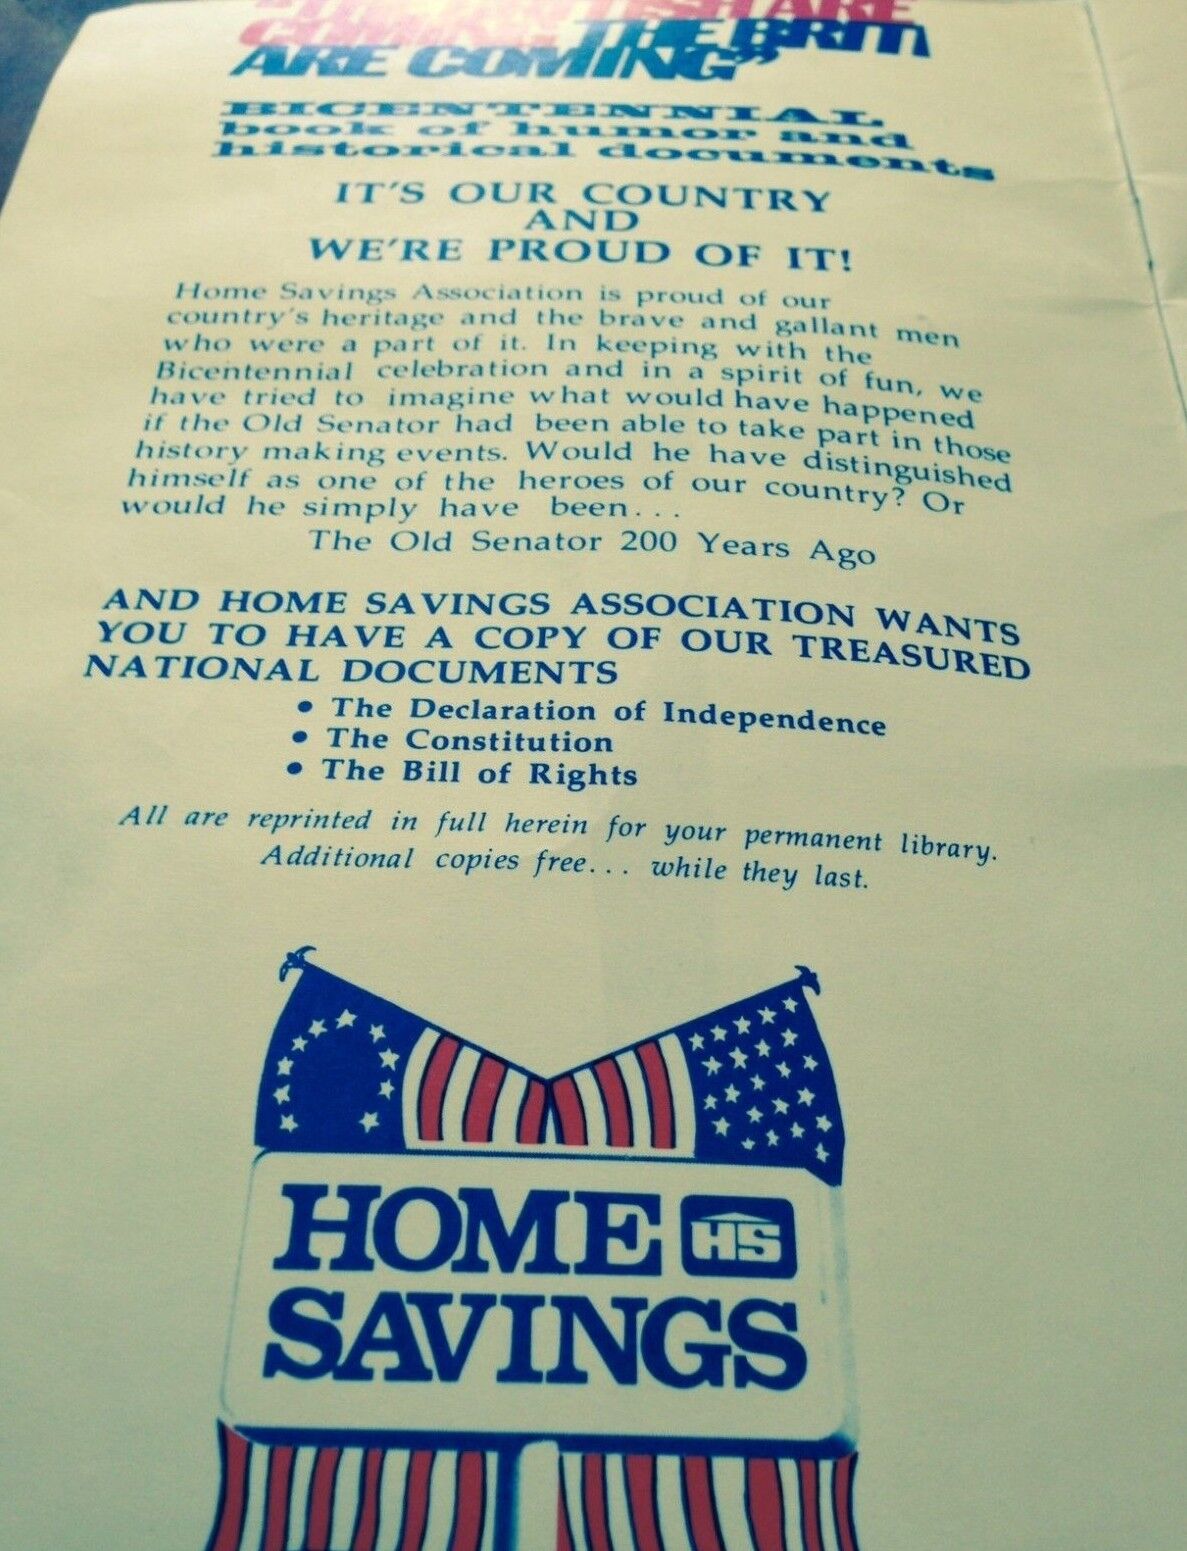 COMING, THE BRITI
ARE COMING"
BICENTENNIAL
book of humor and
historical documents
IT'S OUR COUNTRY
AND
WE'RE PROUD OF IT!
Home Savings Association is proud of our
country's heritage and the brave and gallant men
who were a part of it. In keeping with the
Bicentennial celebration and in a spirit of fun, we
have tried to imagine what would have happened
if the Old Senator had been able to take part in those
history making events. Would he have distinguished
himself as one of the heroes of our country? Or
would he simply have been...
The Old Senator 200 Years Ago
AND HOME SAVINGS ASSOCIATION WANTS
YOU TO HAVE A COPY OF OUR TREASURED
NATIONAL DOCUMENTS
• The Declaration of Independence
• The Constitution
• The Bill of Rights
All are reprinted in full herein for your permanent library.
Additional copies free... while they last.
HOME HS
SAVINGS